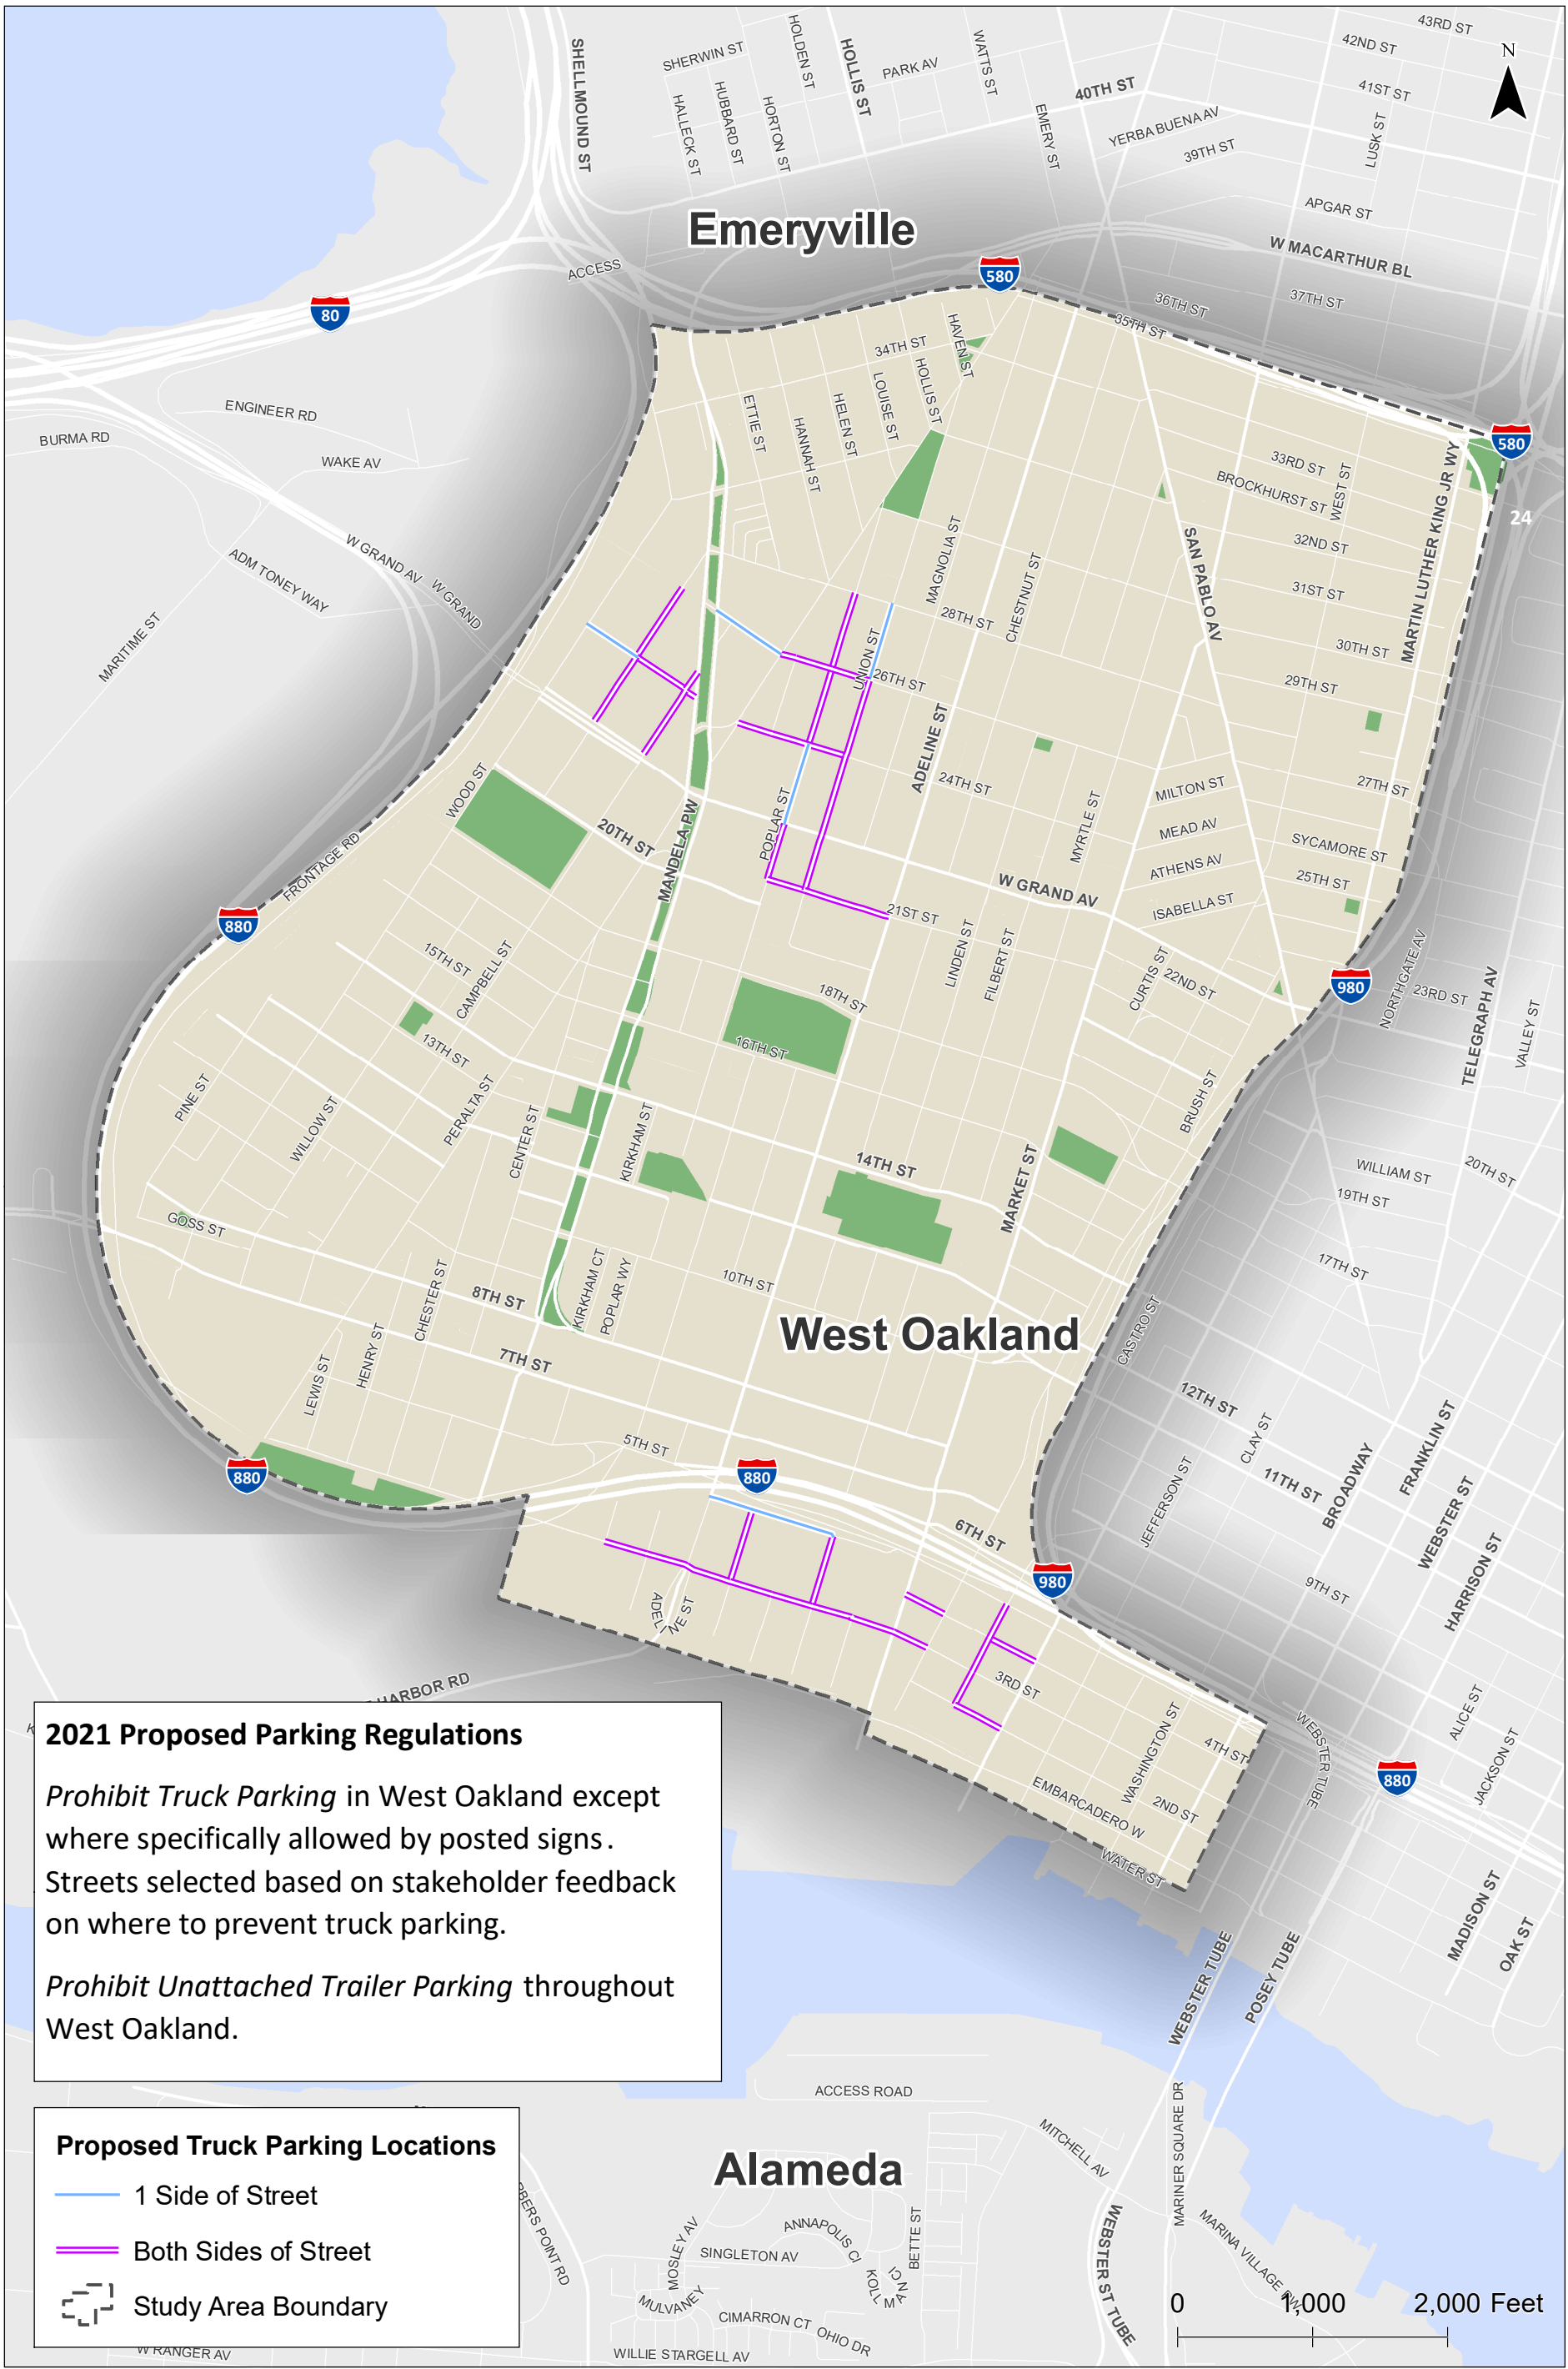 43RD ST
42ND ST
41ST ST
N
SHELLMOUND ST
SHERWIN ST
HOLDEN ST
HOLLIS ST
PARK AV
WATTS ST
40TH ST
HALLECK ST
HUBBARD ST
HORTON ST
EMERY ST
YERBA BUENA AV
39TH ST
LUSK ST
APGAR ST
Emeryville
W MACARTHUR BL
ACCESS
580
80
36TH ST
37TH ST
35TH ST
34TH ST
HAVEN ST
HOLLIS ST
LOUISE ST
HELEN ST
HANNAH ST
ETTIE ST
ENGINEER RD
BURMA RD
WAKE AV
580
24
33RD ST
BROCKHURST ST
WEST ST
32ND ST
31ST ST
30TH ST
29TH ST
MARTIN LUTHER KING JR WY
SAN PABLO AV
MAGNOLIA ST
CHESTNUT ST
28TH ST
UNION ST
26TH ST
ADELINE ST
24TH ST
W GRAND AV
W GRAND
ADM TONEY WAY
MARITIME ST
27TH ST
MILTON ST
MEAD AV
ATHENS AV
ISABELLA ST
SYCAMORE ST
25TH ST
MYRTLE ST
W GRAND AV
WOOD ST
20TH ST
MANDELA PW
POPLAR ST
21ST ST
FRONTAGE RD
880
LINDEN ST
FILBERT ST
CURTIS ST
22ND ST
980
NORTHGATE AV
23RD ST
TELEGRAPH AV
VALLEY ST
15TH ST
CAMPBELL ST
18TH ST
16TH ST
13TH ST
PINE ST
WILLOW ST
PERALTA ST
CENTER ST
KIRKHAM ST
14TH ST
MARKET ST
BRUSH ST
WILLIAM ST
20TH ST
19TH ST
17TH ST
GOSS ST
8TH ST
CHESTER ST
KIRKHAM CT
POPLAR WY
10TH ST
West Oakland
CASTRO ST
7TH ST
HENRY ST
LEWIS ST
12TH ST
CLAY ST
11TH ST
FRANKLIN ST
BROADWAY
JEFFERSON ST
WEBSTER ST
HARRISON ST
9TH ST
5TH ST
880
880
6TH ST
980
ADELINE ST
3RD ST
HARBOR RD
WASHINGTON ST
4TH ST
WEBSTER TUBE
ALICE ST
JACKSON ST
880
EMBARCADERO W
2ND ST
WATER ST
MADISON ST
OAK ST
WEBSTER TUBE
POSEY TUBE
2021 Proposed Parking Regulations
Prohibit Truck Parking in West Oakland except
where specifically allowed by posted signs.
Streets selected based on stakeholder feedback
on where to prevent truck parking.
Prohibit Unattached Trailer Parking throughout
West Oakland.
ACCESS ROAD
MITCHELL AV
MARINER SQUARE DR
Alameda
Proposed Truck Parking Locations
1 Side of Street
Both Sides of Street
Study Area Boundary
BERS POINT RD
MOSLEY AV
ANNAPOLIS CI
SINGLETON AV
BETTE ST
MULVANEY
CIMARRON CT
OHIO DR
WILLIE STARGELL AV
W RANGER AV
WEBSTER ST TUBE
MARINA VILLAGE PW
0 1,000 2,000 Feet